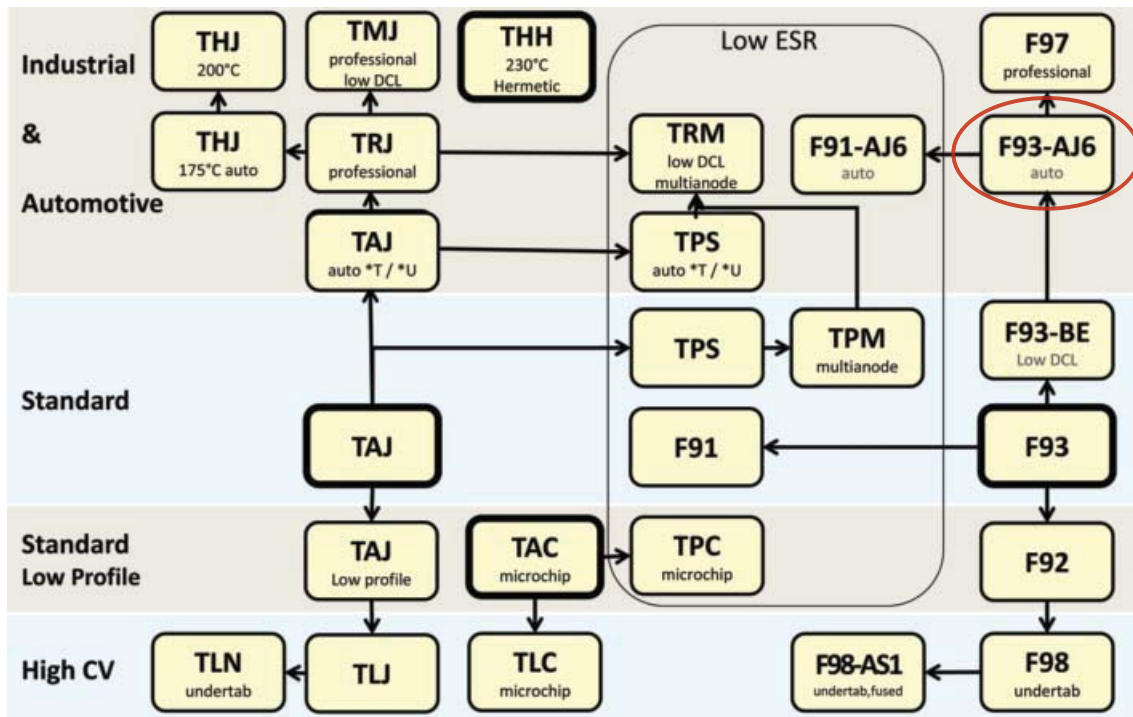 Industrial
&
Automotive
THJ
200°C
TMJ
professional
low DCL
THH
230°C
Hermetic
Low ESR
F97
professional
THJ
175°C auto
TRJ
professional
TRM
low DCL
multianode
F91-AJ6
auto
F93-AJ6
auto
TAJ
auto *T / *U
TPS
auto *T / *U
Standard
TPS
TPM
multianode
F93-BE
Low DCL
TAJ
F91
F93
Standard
Low Profile
TAJ
Low profile
TAC
microchip
TPC
microchip
F92
High CV
TLN
undertab
TLJ
TLC
microchip
F98-AS1
undertab,fused
F98
undertab